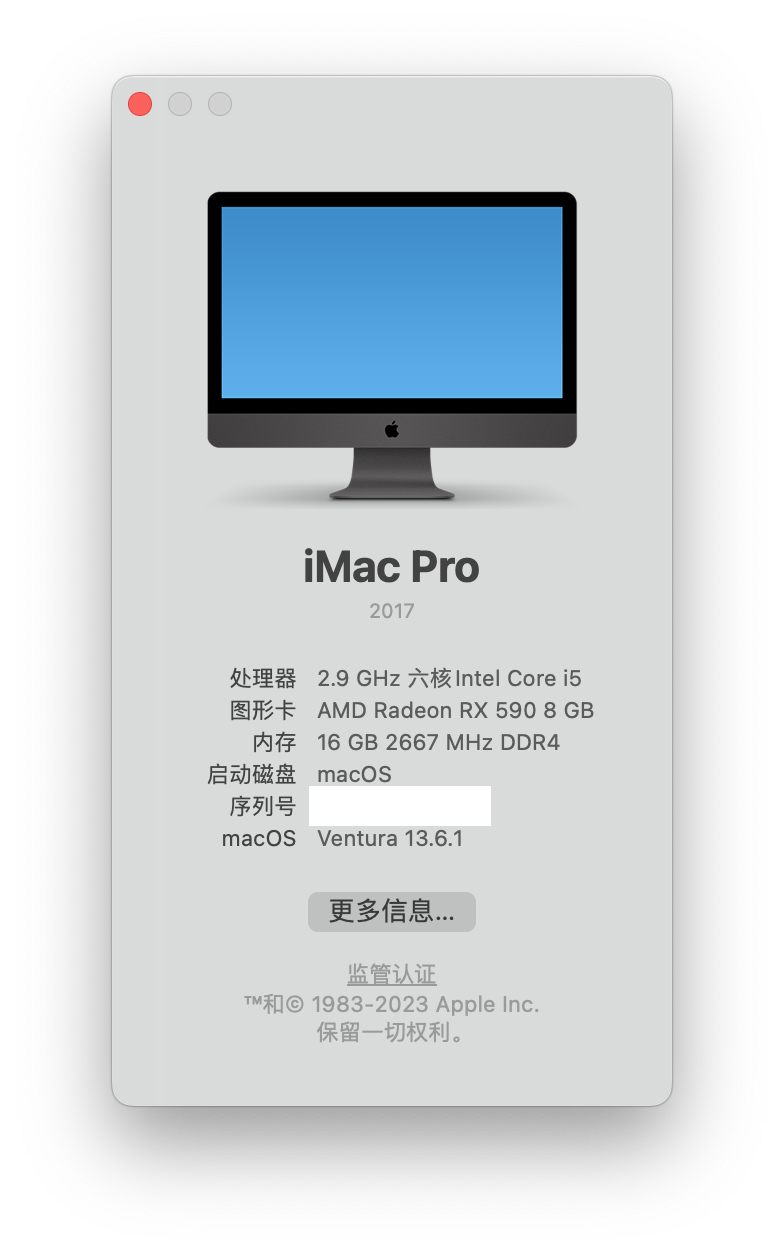 iMac Pro
2017
处理器 2.9 GHz 六核Intel Core i5
图形卡 AMD Radeon RX 590 8 GB
内存 16 GB 2667 MHz DDR4
启动磁盘 macOS
序列号
macOS Ventura 13.6.1
更多信息...
监管认证
™和© 1983-2023 Apple Inc.
保留一切权利。